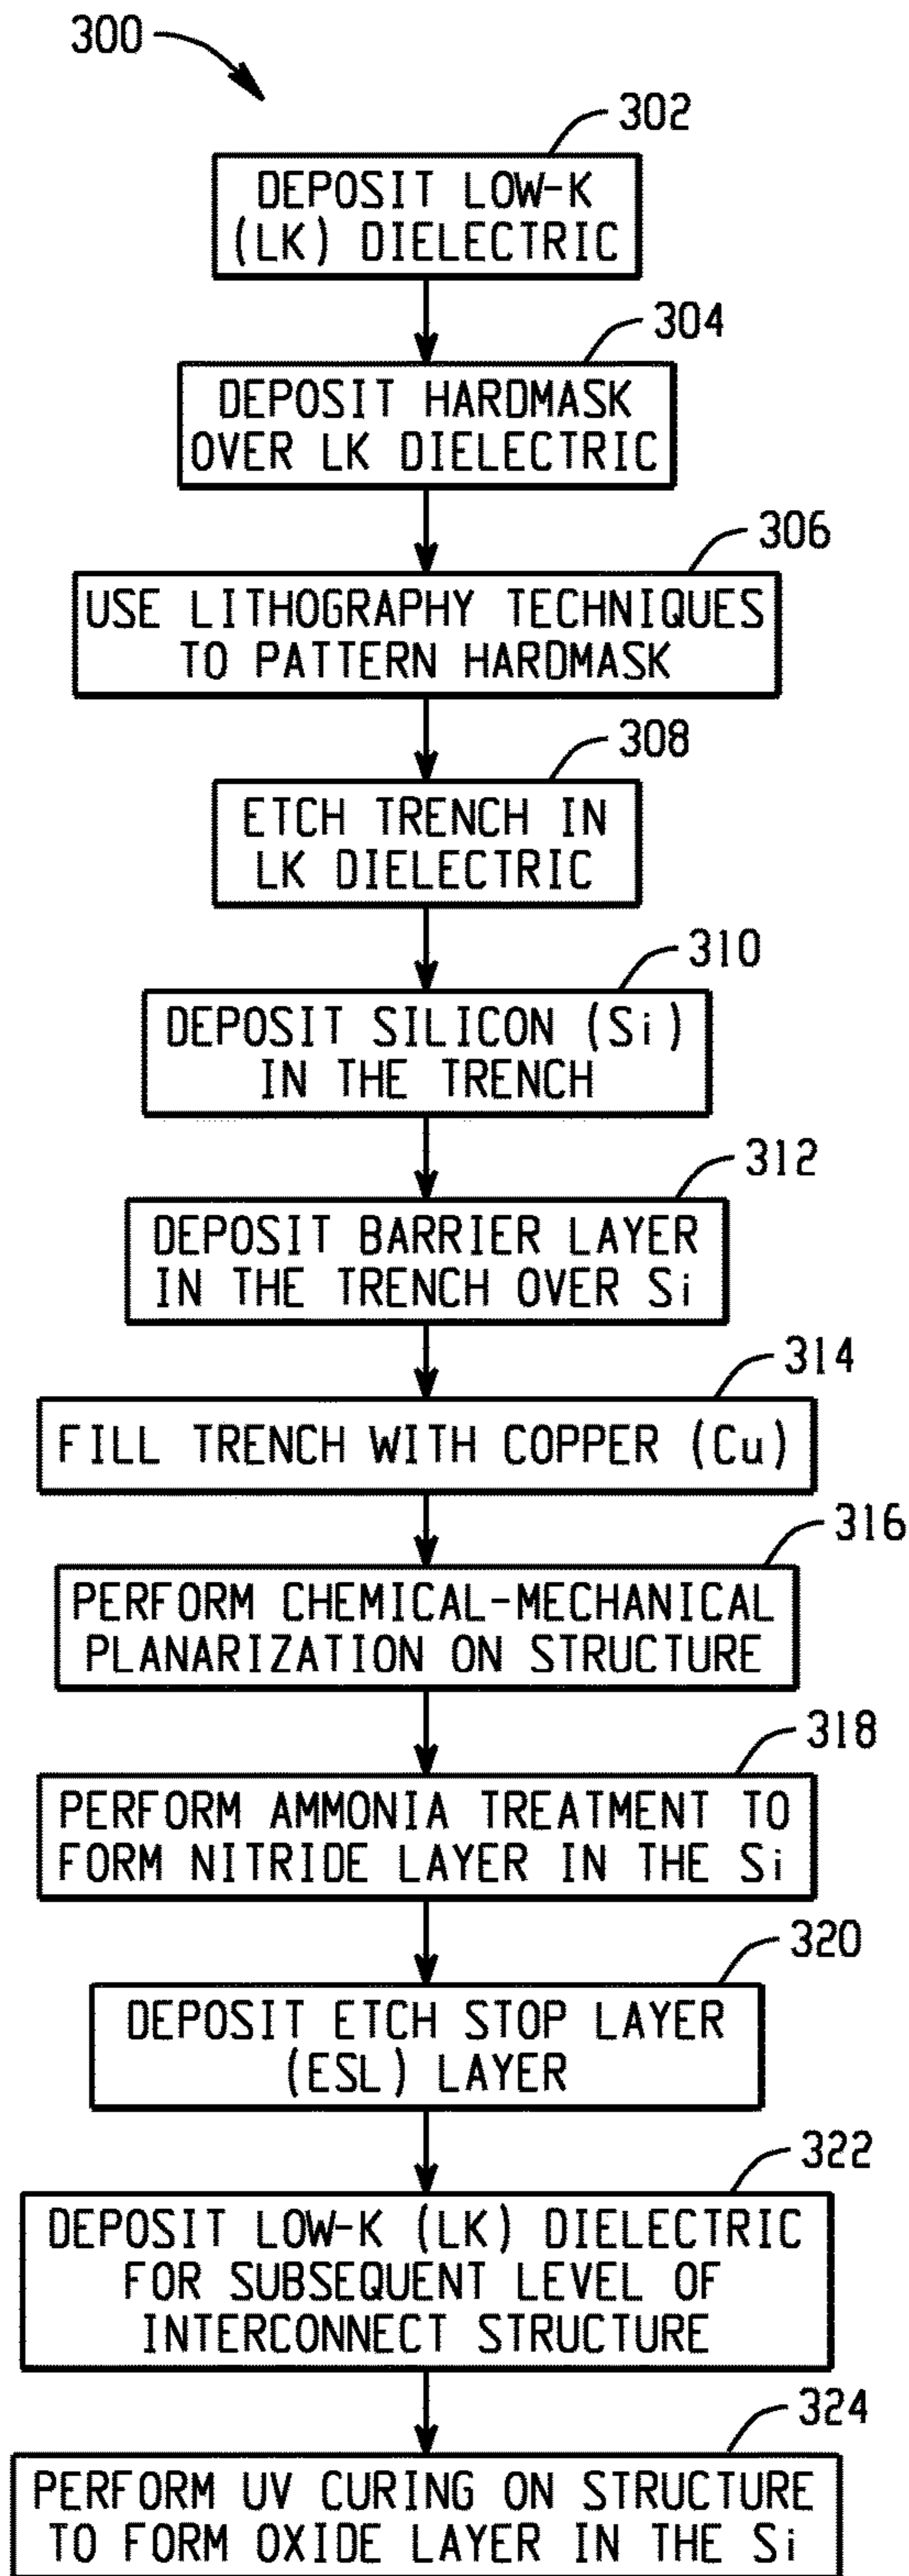 300
302
DEPOSIT LOW-K
(LK) DIELECTRIC
304
DEPOSIT HARDMASK
OVER LK DIELECTRIC
306
USE LITHOGRAPHY TECHNIQUES
TO PATTERN HARDMASK
308
ETCH TRENCH IN
LK DIELECTRIC
310
DEPOSIT SILICON (Si)
IN THE TRENCH
312
DEPOSIT BARRIER LAYER
IN THE TRENCH OVER Si
314
FILL TRENCH WITH COPPER (Cu)
316
PERFORM CHEMICAL-MECHANICAL
PLANARIZATION ON STRUCTURE
318
PERFORM AMMONIA TREATMENT TO
FORM NITRIDE LAYER IN THE Si
320
DEPOSIT ETCH STOP LAYER
(ESL) LAYER
322
DEPOSIT LOW-K (LK) DIELECTRIC
FOR SUBSEQUENT LEVEL OF
INTERCONNECT STRUCTURE
324
PERFORM UV CURING ON STRUCTURE
TO FORM OXIDE LAYER IN THE Si